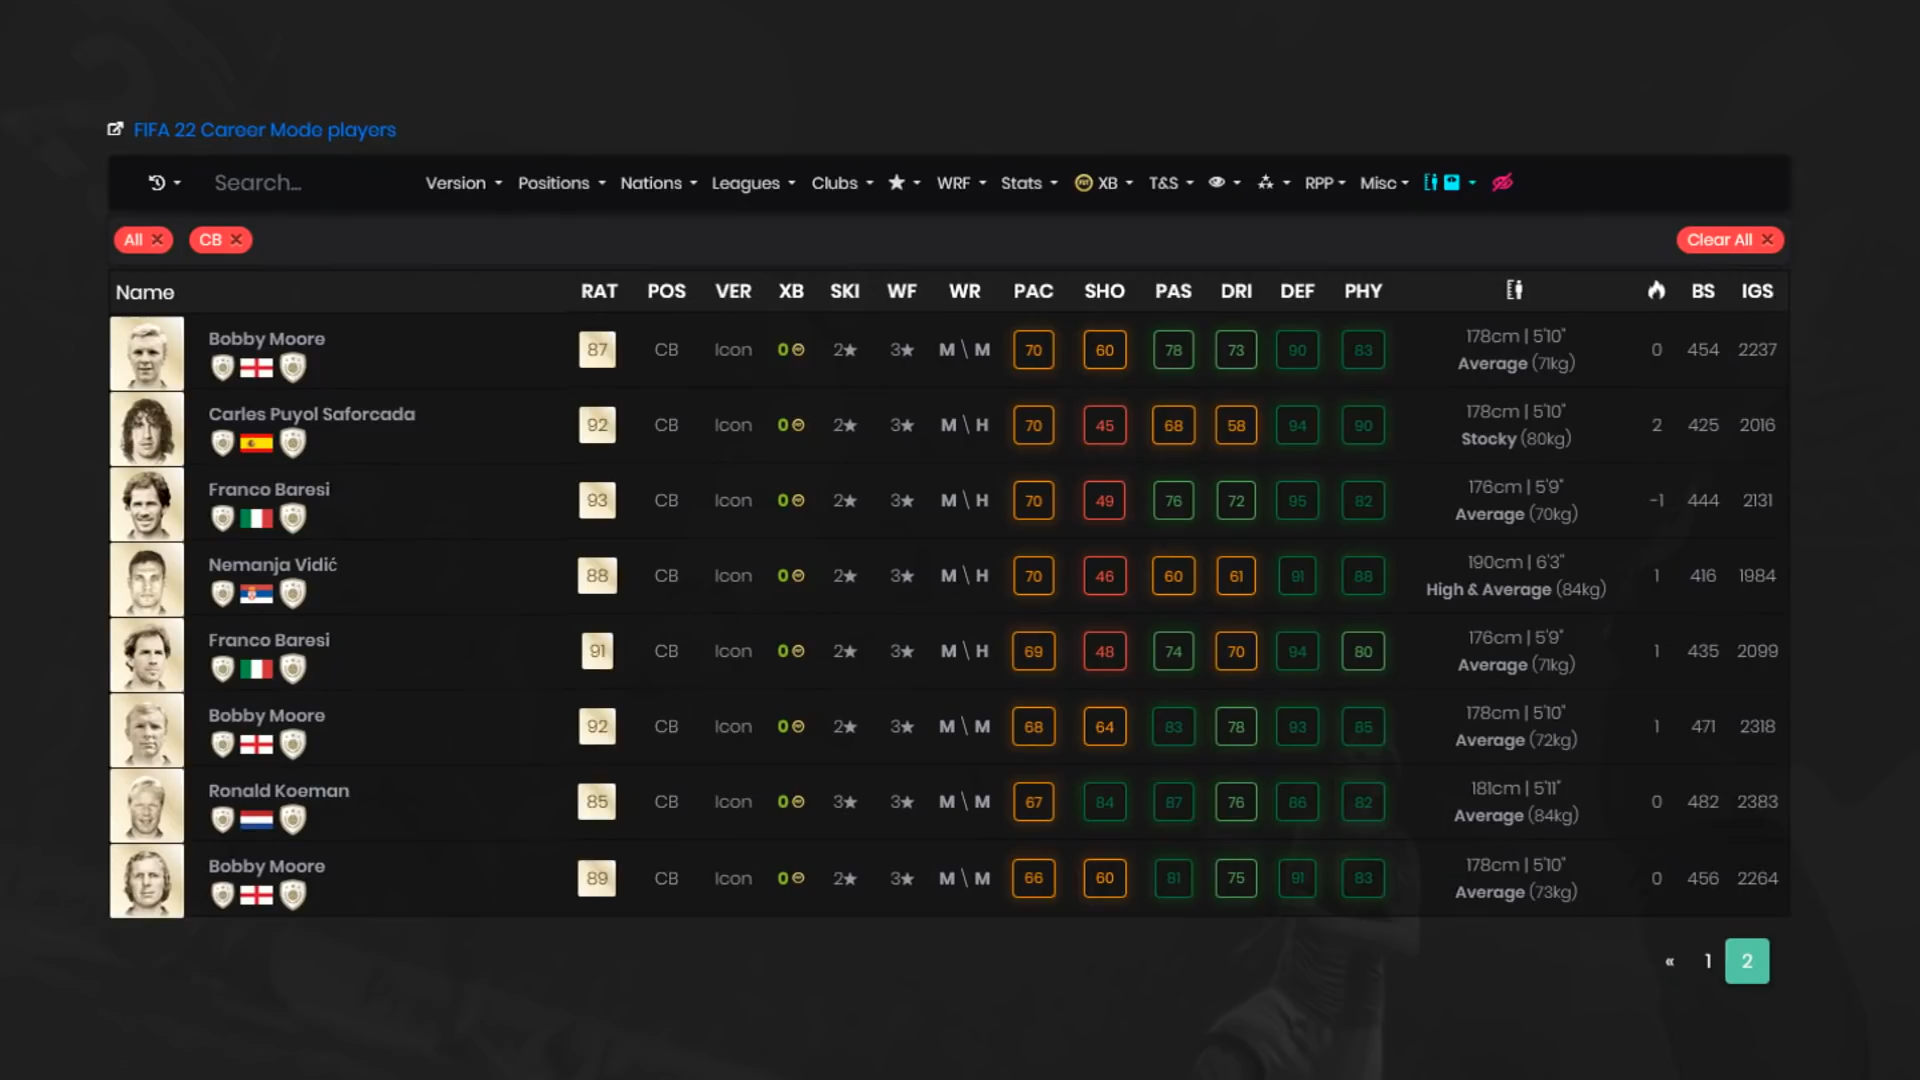 FIFA 22 Career Mode players
Search... Version Positions Nations Leagues Clubs WRF Stats XB T&S RPP Misc
All × CB × Clear All ×
Name RAT POS VER XB SKI WF WR PAC SHO PAS DRI DEF PHY BS IGS
Bobby Moore 87 CB Icon 0 2★ 3★ M \ M 70 60 78 73 90 83 178cm | 5'10" Average (71kg) 0 454 2237
Carles Puyol Saforcada 92 CB Icon 0 2★ 3★ M \ H 70 45 68 58 94 90 178cm | 5'10" Stocky (80kg) 2 425 2016
Franco Baresi 93 CB Icon 0 2★ 3★ M \ H 70 49 76 72 95 82 176cm | 5'9" Average (70kg) -1 444 2131
Nemanja Vidić 88 CB Icon 0 2★ 3★ M \ H 70 46 60 61 91 88 190cm | 6'3" High & Average (84kg) 1 416 1984
Franco Baresi 91 CB Icon 0 2★ 3★ M \ H 69 48 74 70 94 80 176cm | 5'9" Average (71kg) 1 435 2099
Bobby Moore 92 CB Icon 0 2★ 3★ M \ M 68 64 83 78 93 85 178cm | 5'10" Average (72kg) 1 471 2318
Ronald Koeman 85 CB Icon 0 3★ 3★ M \ M 67 84 87 76 86 82 181cm | 5'11" Average (84kg) 0 482 2383
Bobby Moore 89 CB Icon 0 2★ 3★ M \ M 66 60 81 75 91 83 178cm | 5'10" Average (73kg) 0 456 2264
« 1 2